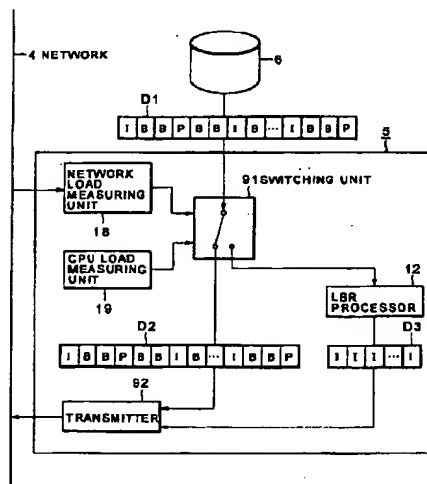 4 NETWORK
6
D1
I B B P B B I B ... I B B P
5
NETWORK
LOAD
MEASURING
UNIT
18
91 SWITCHING UNIT
CPU LOAD
MEASURING
UNIT
19
12
LBR
PROCESSOR
D2
D3
I B B P B B I B ... I B B P
I I I ... I
92
TRANSMITTER